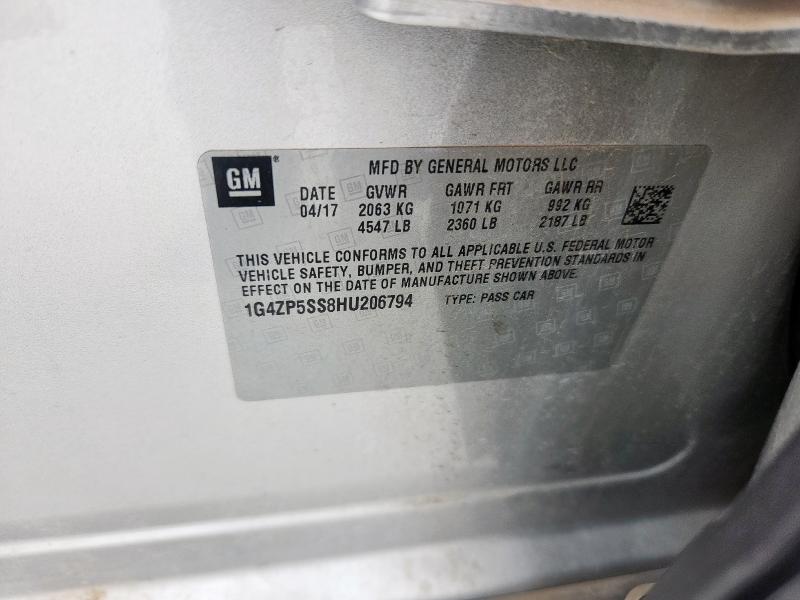 GM
MFD BY GENERAL MOTORS LLC
DATE GVWR GAWR FRT GAWR RR
04/17 2063 KG 1071 KG 992 KG
4547 LB 2360 LB 2187 LB
THIS VEHICLE CONFORMS TO ALL APPLICABLE U.S. FEDERAL MOTOR
VEHICLE SAFETY, BUMPER, AND THEFT PREVENTION STANDARDS IN
EFFECT ON THE DATE OF MANUFACTURE SHOWN ABOVE.
1G4ZP5SS8HU206794 TYPE: PASS CAR